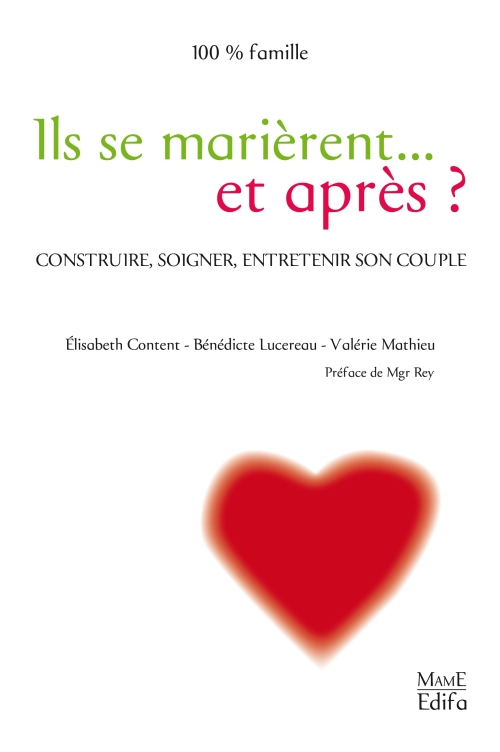 100 % famille
Ils se marièrent...
et après ?
CONSTRUIRE, SOIGNER, ENTRETENIR SON COUPLE
Élisabeth Content - Bénédicte Lucereau - Valérie Mathieu
Préface de Mgr Rey
MAME
Edifa